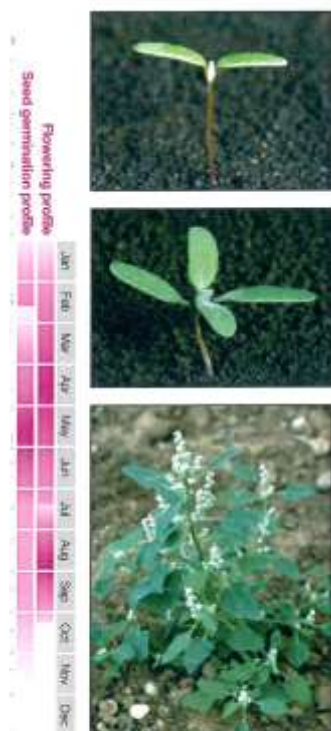 Flowering profile
Seed germination profile
Jan
Feb
Mar
Apr
May
Jun
Jul
Aug
Sep
Oct
Nov
Dec